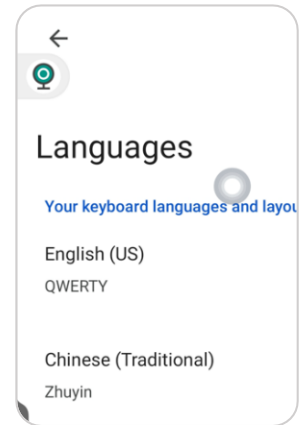 Languages
Your keyboard languages and layou
English (US)
QWERTY
Chinese (Traditional)
Zhuyin